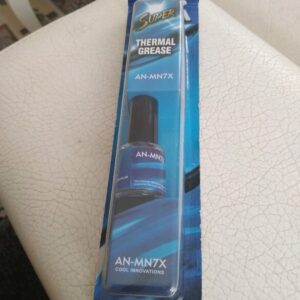 SUPER
THERMAL
GREASE
AN-MN7X
AN-MN7X
AN-MN7X
COOL INNOVATIONS